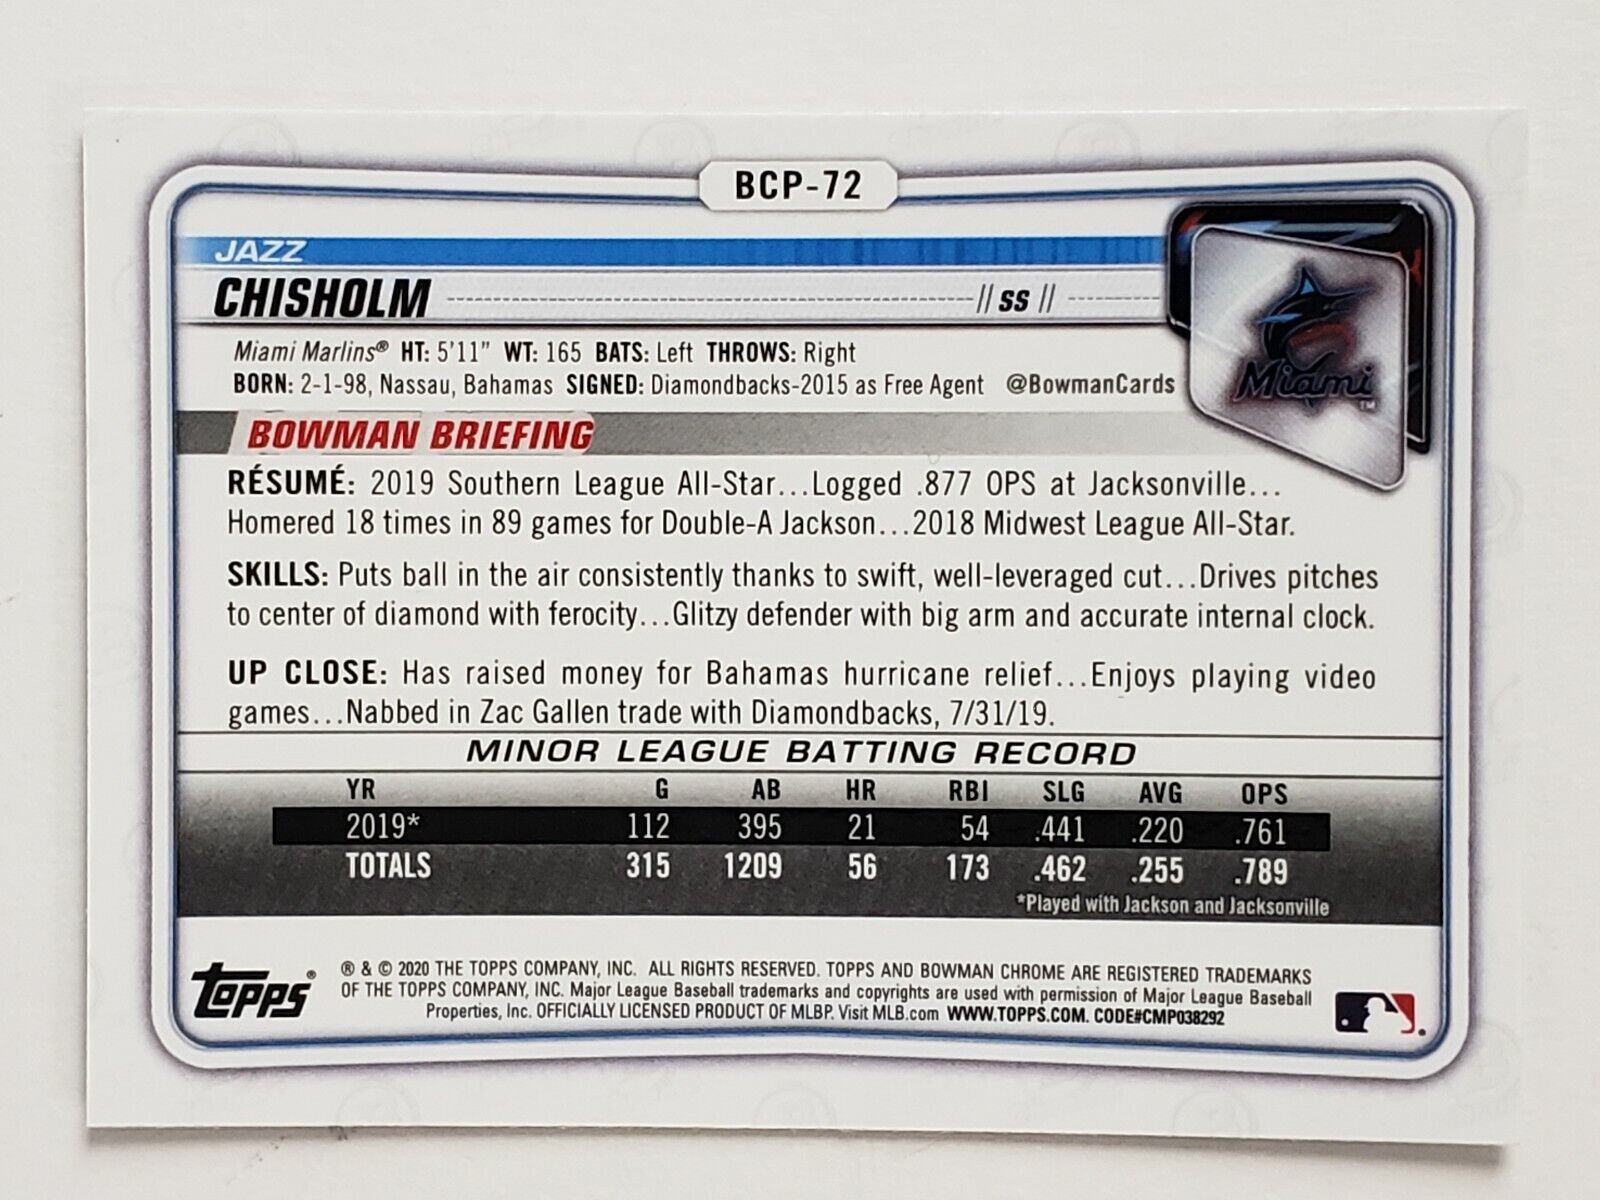 BCP-72
JAZZ
CHISHOLM // SS //
Miami
Miami Marlins® HT: 5'11" WT: 165 BATS: Left THROWS: Right
BORN: 2-1-98, Nassau, Bahamas SIGNED: Diamondbacks-2015 as Free Agent @BowmanCards
BOWMAN BRIEFING
RÉSUMÉ: 2019 Southern League All-Star...Logged .877 OPS at Jacksonville...
Homered 18 times in 89 games for Double-A Jackson...2018 Midwest League All-Star.
SKILLS: Puts ball in the air consistently thanks to swift, well-leveraged cut...Drives pitches
to center of diamond with ferocity...Glitzy defender with big arm and accurate internal clock.
UP CLOSE: Has raised money for Bahamas hurricane relief...Enjoys playing video
games...Nabbed in Zac Gallen trade with Diamondbacks, 7/31/19.
MINOR LEAGUE BATTING RECORD
YR G AB HR RBI SLG AVG OPS
2019* 112 395 21 54 .441 .220 .761
TOTALS 315 1209 56 173 .462 .255 .789
*Played with Jackson and Jacksonville
Topps®
® & © 2020 THE TOPPS COMPANY, INC. ALL RIGHTS RESERVED. TOPPS AND BOWMAN CHROME ARE REGISTERED TRADEMARKS
OF THE TOPPS COMPANY, INC. Major League Baseball trademarks and copyrights are used with permission of Major League Baseball
Properties, Inc. OFFICIALLY LICENSED PRODUCT OF MLBP. Visit MLB.com WWW.TOPPS.COM. CODE#CMP038292